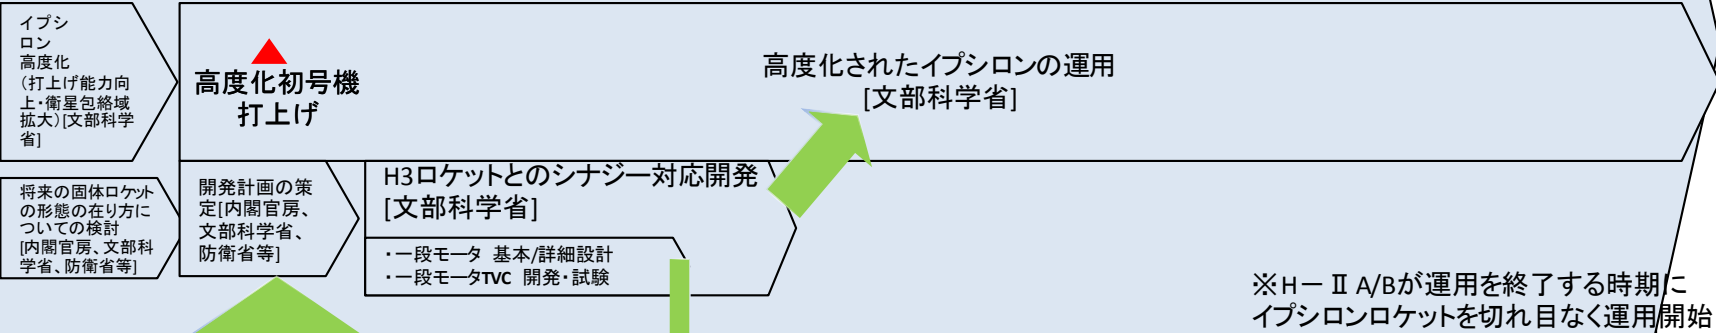 イプシ
ロン
高度化
(打上げ能力向
上・衛星包絡域
拡大)[文部科学
省]
高度化初号機
打上げ
高度化されたイプシロンの運用
[文部科学省]
将来の固体ロケット
の形態の在り方に
ついての検討
[内閣官房、文部科
学省、防衛省等]
開発計画の策
定[内閣官房、
文部科学省、
防衛省等]
H3ロケットとのシナジー対応開発
[文部科学省]
・一段モータ 基本/詳細設計
・一段モータTVC 開発・試験
※H-ⅡA/Bが運用を終了する時期に
イプシロンロケットを切れ目なく運用開始